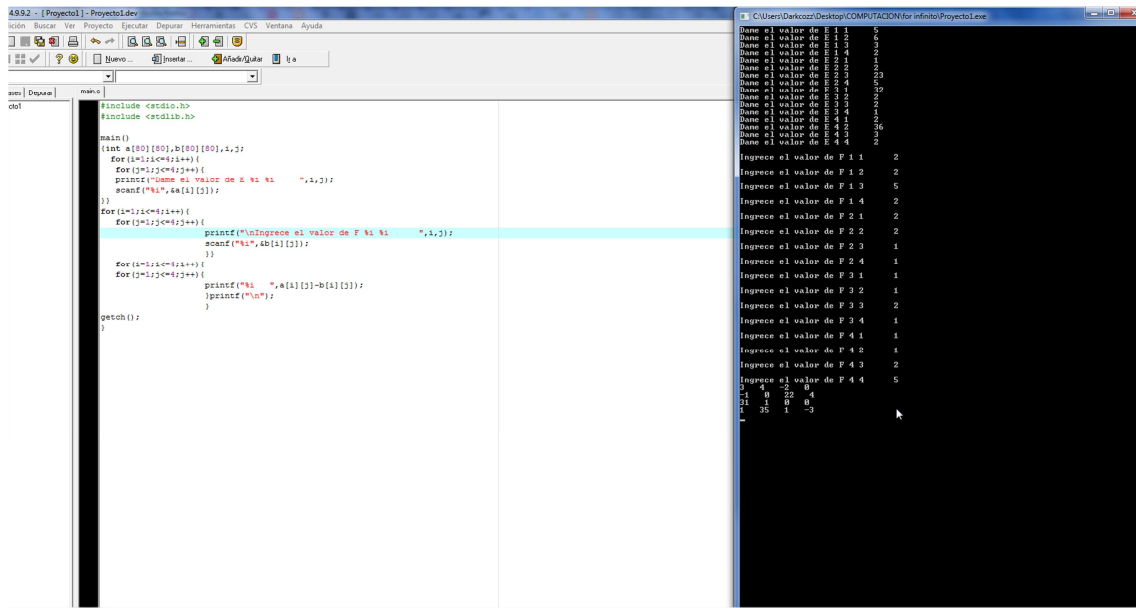 4.9.9.2 - [ Proyecto1 ] - Proyecto1.dev
ición Buscar Ver Proyecto Ejecutar Depurar Herramientas CVS Ventana Ayuda
Nuevo... Insertar... Añadir/Quitar Ir a
ases Depurar
cto1
main.c
#include <stdio.h>
#include <stdlib.h>
main()
{int a[80][80],b[80][80],i,j;
for(i=1;i<=4;i++){
for(j=1;j<=4;j++){
printf("Dame el valor de E %i %i     ",i,j);
scanf("%i",&a[i][j]);
}}
for(i=1;i<=4;i++){
for(j=1;j<=4;j++){
printf("\nIngrece el valor de F %i %i     ",i,j);
scanf("%i",&b[i][j]);
}}
for(i=1;i<=4;i++){
for(j=1;j<=4;j++){
printf("%i   ",a[i][j]-b[i][j]);
}printf("\n");
}
getch();
}
C:\Users\Darkcozz\Desktop\COMPUTACION\for infinito\Proyecto1.exe
Dame el valor de E 1 1     5
Dame el valor de E 1 2     6
Dame el valor de E 1 3     3
Dame el valor de E 1 4     2
Dame el valor de E 2 1     1
Dame el valor de E 2 2     2
Dame el valor de E 2 3     23
Dame el valor de E 2 4     5
Dame el valor de E 3 1     32
Dame el valor de E 3 2     2
Dame el valor de E 3 3     2
Dame el valor de E 3 4     1
Dame el valor de E 4 1     2
Dame el valor de E 4 2     36
Dame el valor de E 4 3     3
Dame el valor de E 4 4     2
Ingrece el valor de F 1 1     2
Ingrece el valor de F 1 2     2
Ingrece el valor de F 1 3     5
Ingrece el valor de F 1 4     2
Ingrece el valor de F 2 1     2
Ingrece el valor de F 2 2     2
Ingrece el valor de F 2 3     1
Ingrece el valor de F 2 4     1
Ingrece el valor de F 3 1     1
Ingrece el valor de F 3 2     1
Ingrece el valor de F 3 3     2
Ingrece el valor de F 3 4     1
Ingrece el valor de F 4 1     1
Ingrece el valor de F 4 2     1
Ingrece el valor de F 4 3     2
Ingrece el valor de F 4 4     5
3   4   -2   0
-1   0   22   4
31   1   0   0
1   35   1   -3